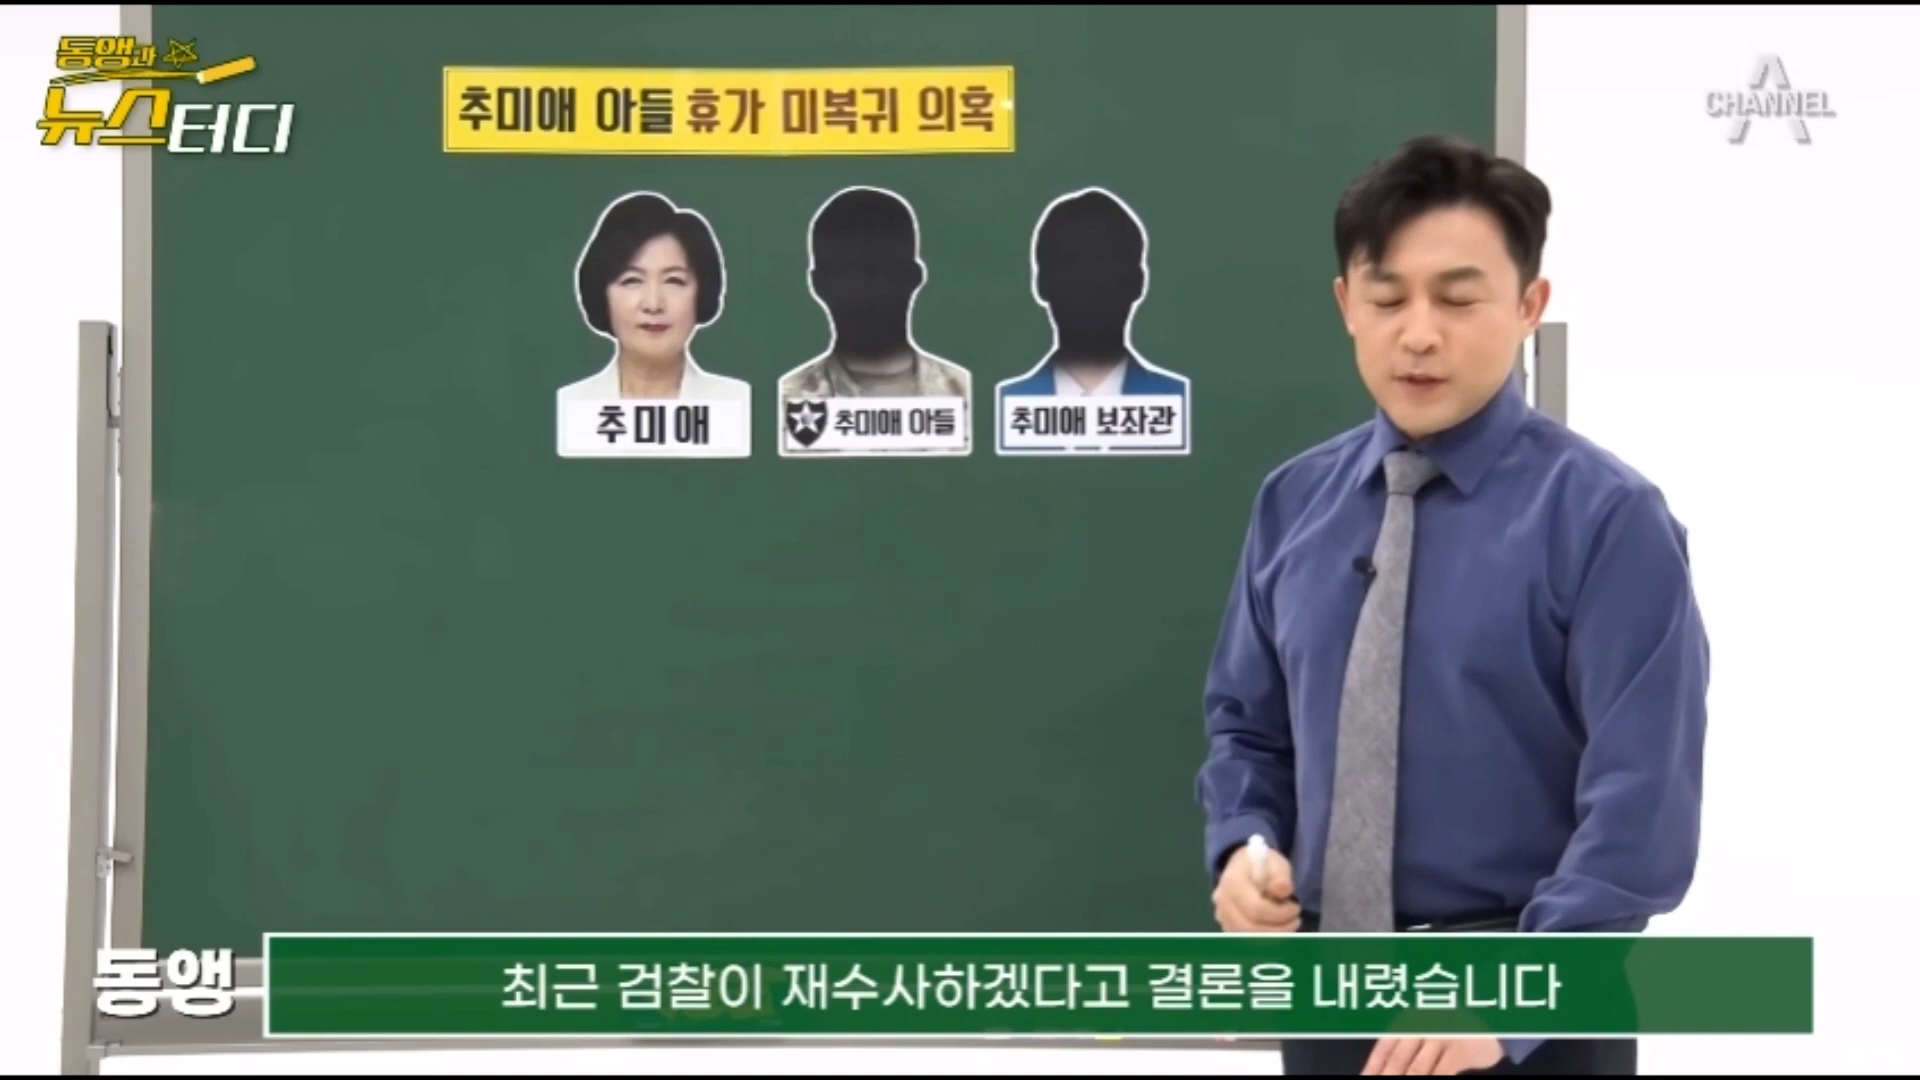 동앵과
뉴스터디
추미애 아들 휴가 미복귀 의혹
CHANNEL A
추미애
추미애 아들
추미애 보좌관
동앵
최근 검찰이 재수사하겠다고 결론을 내렸습니다